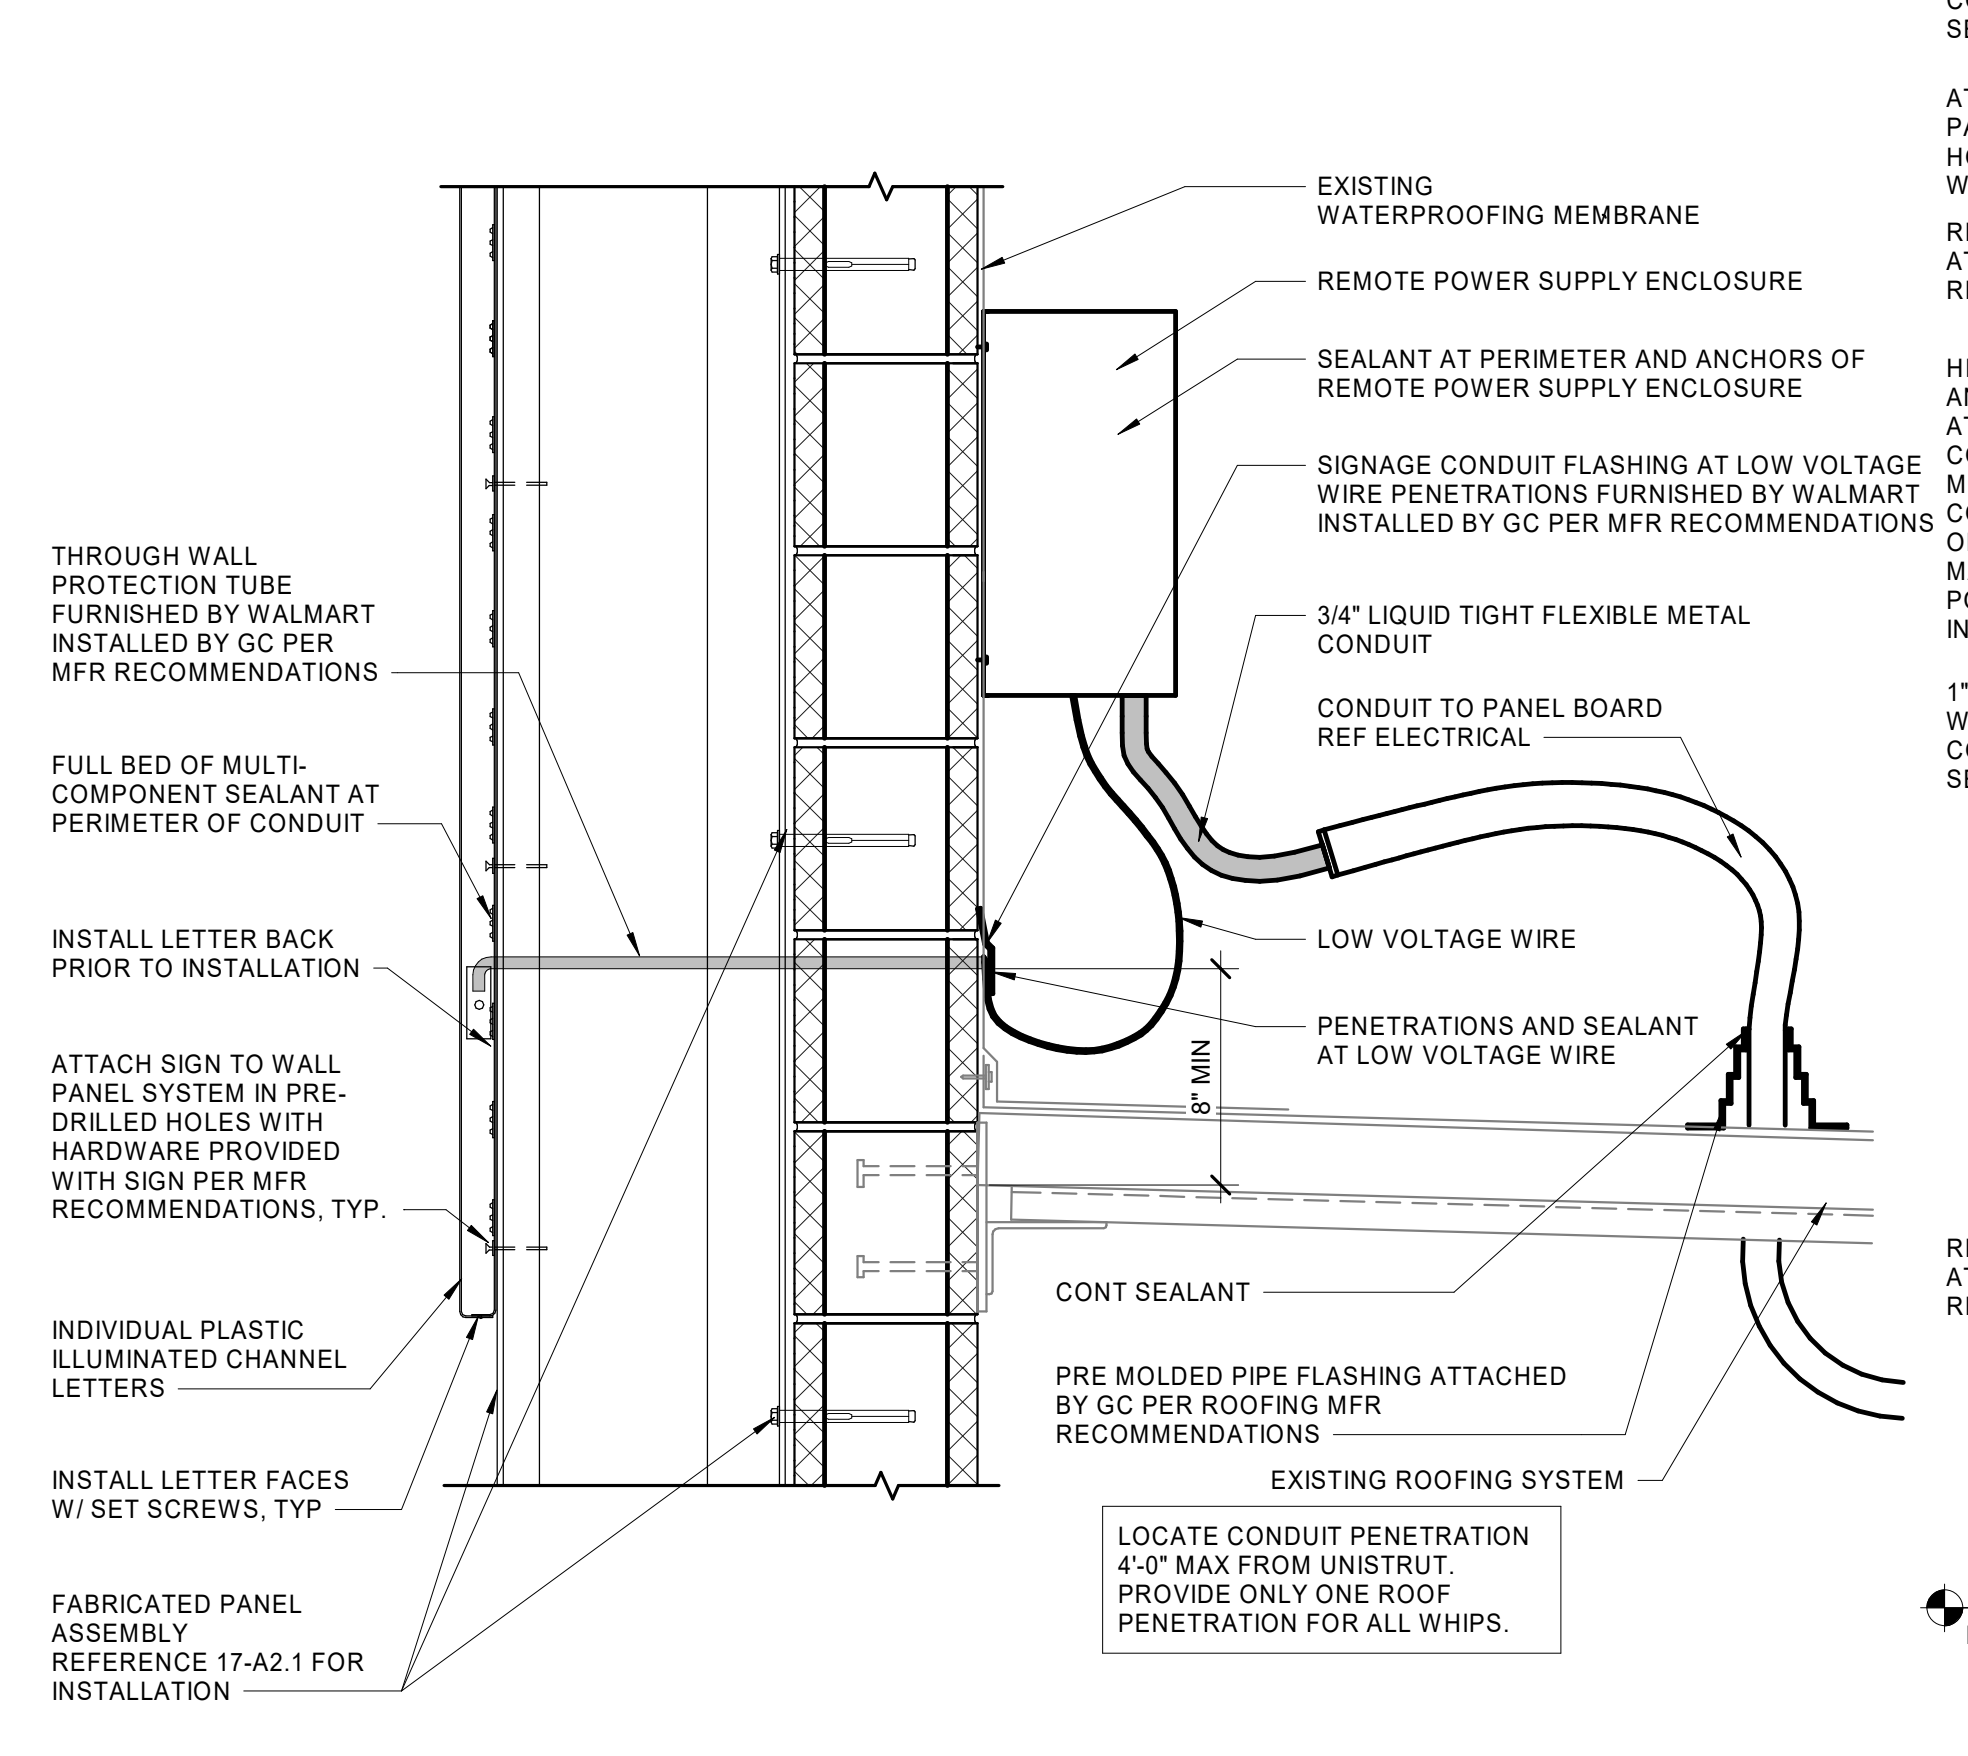 THROUGH WALL
PROTECTION TUBE
FURNISHED BY WALMART
INSTALLED BY GC PER
MFR RECOMMENDATIONS
FULL BED OF MULTI-
COMPONENT SEALANT AT
PERIMETER OF CONDUIT
INSTALL LETTER BACK
PRIOR TO INSTALLATION
ATTACH SIGN TO WALL
PANEL SYSTEM IN PRE-
DRILLED HOLES WITH
HARDWARE PROVIDED
WITH SIGN PER MFR
RECOMMENDATIONS, TYP.
INDIVIDUAL PLASTIC
ILLUMINATED CHANNEL
LETTERS
INSTALL LETTER FACES
W/ SET SCREWS, TYP
FABRICATED PANEL
ASSEMBLY
REFERENCE 17-A2.1 FOR
INSTALLATION
EXISTING
WATERPROOFING MEMBRANE
REMOTE POWER SUPPLY ENCLOSURE
SEALANT AT PERIMETER AND ANCHORS OF
REMOTE POWER SUPPLY ENCLOSURE
SIGNAGE CONDUIT FLASHING AT LOW VOLTAGE
WIRE PENETRATIONS FURNISHED BY WALMART
INSTALLED BY GC PER MFR RECOMMENDATIONS
3/4" LIQUID TIGHT FLEXIBLE METAL
CONDUIT
CONDUIT TO PANEL BOARD
REF ELECTRICAL
LOW VOLTAGE WIRE
PENETRATIONS AND SEALANT
AT LOW VOLTAGE WIRE
8" MIN
CONT SEALANT
PRE MOLDED PIPE FLASHING ATTACHED
BY GC PER ROOFING MFR
RECOMMENDATIONS
EXISTING ROOFING SYSTEM
LOCATE CONDUIT PENETRATION
4'-0" MAX FROM UNISTRUT.
PROVIDE ONLY ONE ROOF
PENETRATION FOR ALL WHIPS.